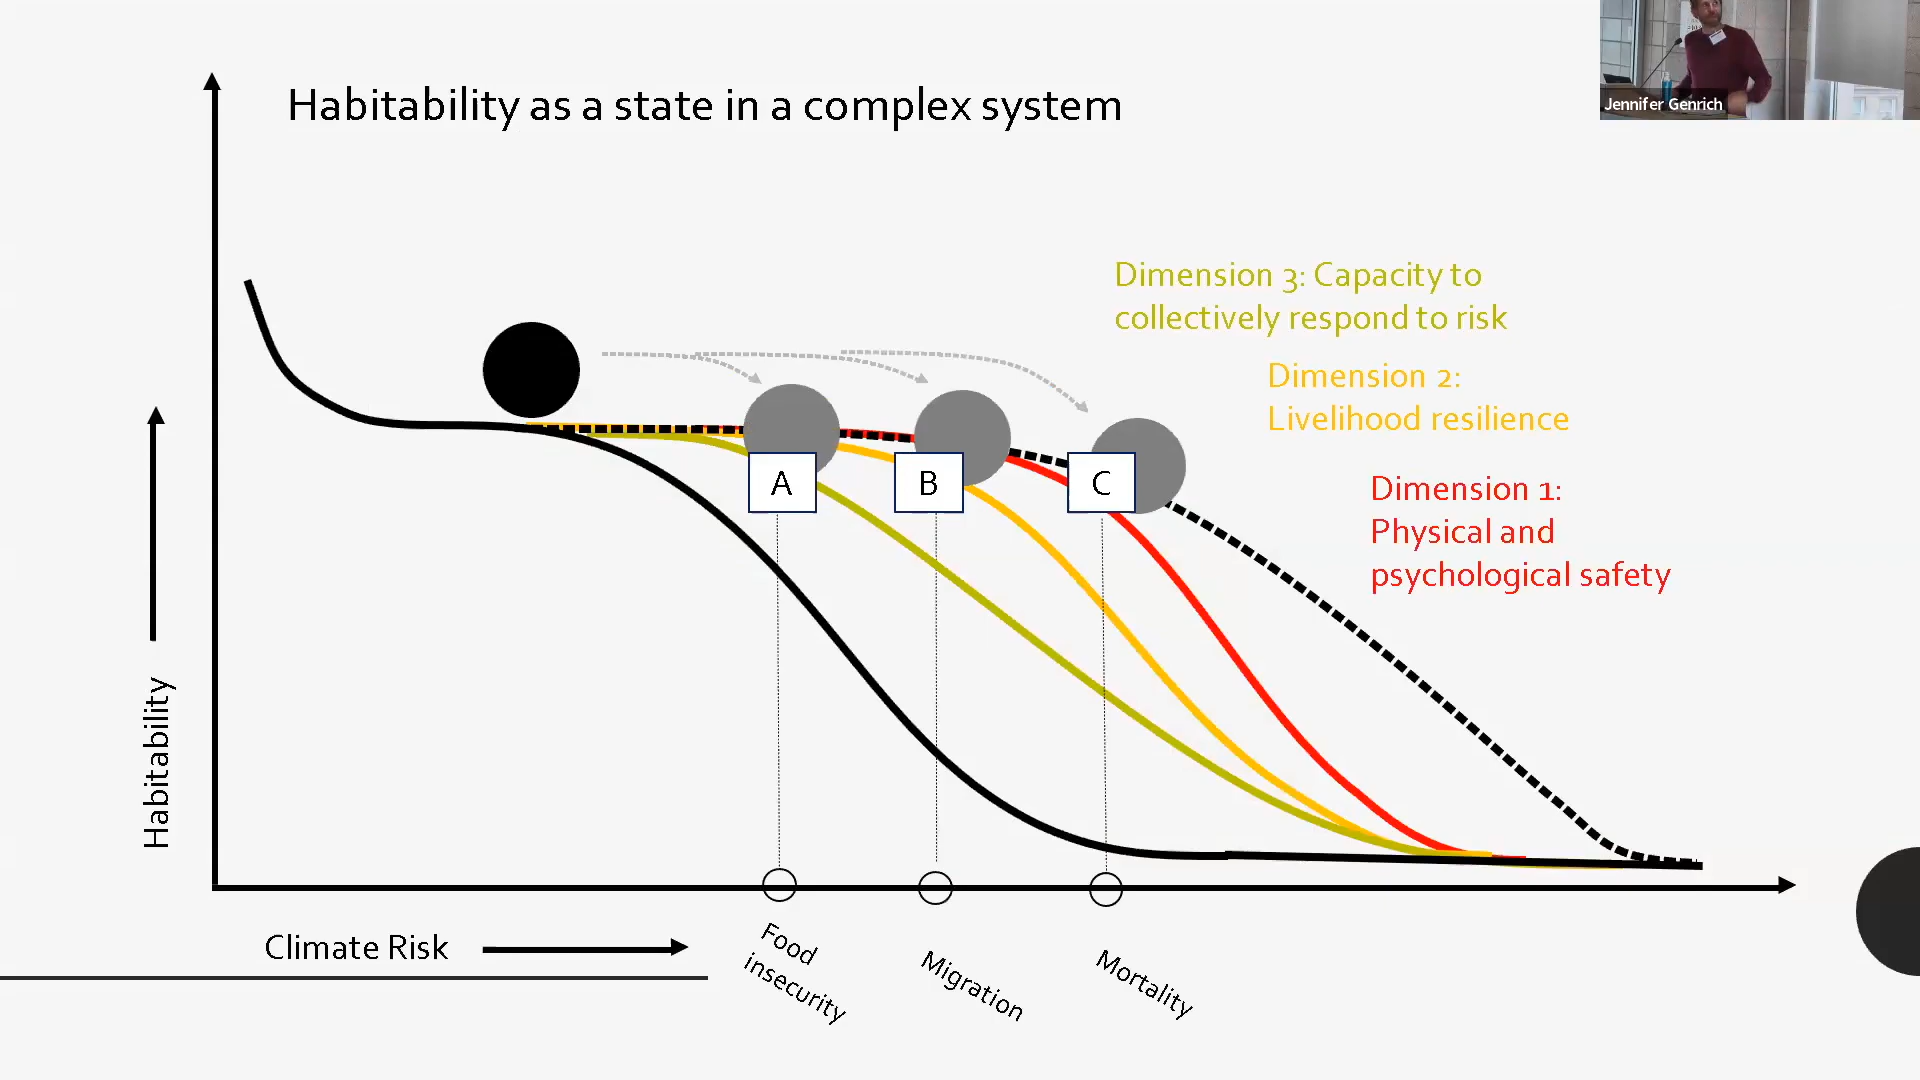 Jennifer Genrich
Habitability as a state in a complex system
Dimension 3: Capacity to
collectively respond to risk
Dimension 2:
Livelihood resilience
Dimension 1:
Physical and
psychological safety
A
B
C
Habitability
Climate Risk
Food
insecurity
Migration
Mortality